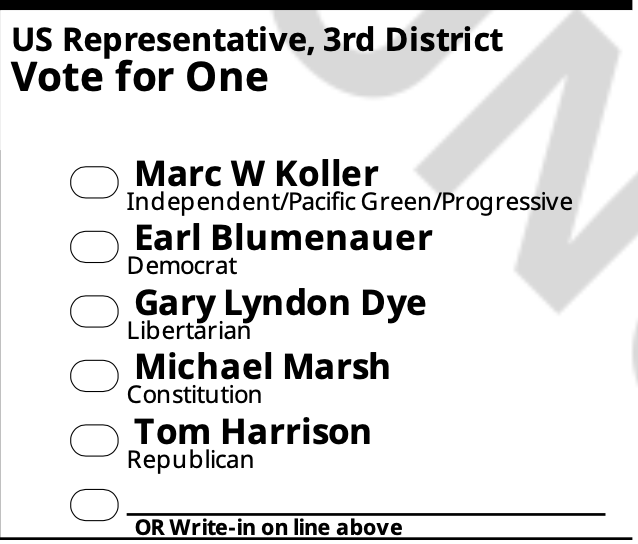 US Representative, 3rd District
Vote for One
Marc W Koller
Independent/Pacific Green/Progressive
Earl Blumenauer
Democrat
Gary Lyndon Dye
Libertarian
Michael Marsh
Constitution
Tom Harrison
Republican
OR Write-in on line above